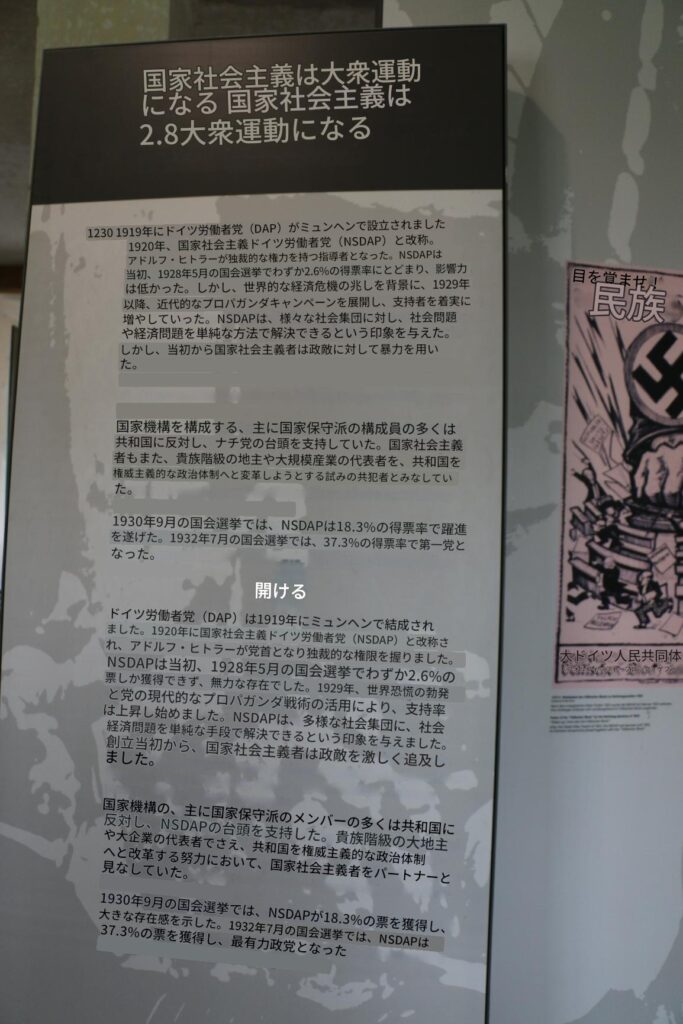 国家社会主義は大衆運動
になる 国家社会主義は
2.8大衆運動になる
1230 1919年にドイツ労働者党（DAP）がミュンヘンで設立されました
1920年、国家社会主義ドイツ労働者党（NSDAP）と改称。
アドルフ・ヒトラーが独裁的な権力を持つ指導者となった。NSDAPは
当初、1928年5月の国会選挙でわずか2.6%の得票率にとどまり、影響力
は低かった。しかし、世界的な経済危機の兆しを背景に、1929年
以降、近代的なプロパガンダキャンペーンを展開し、支持者を着実に
増やしていった。NSDAPは、様々な社会集団に対し、社会問題
や経済問題を単純な方法で解決できるという印象を与えた。
しかし、当初から国家社会主義者は政敵に対して暴力を用い
た。
国家機構を構成する、主に国家保守派の構成員の多くは
共和国に反対し、ナチ党の台頭を支持していた。国家社会主義
者もまた、貴族階級の地主や大規模産業の代表者を、共和国を
権威主義的な政治体制へと変革しようとする試みの共犯者とみなしてい
た。
1930年9月の国会選挙では、NSDAPは18.3%の得票率で躍進
を遂げた。1932年7月の国会選挙では、37.3%の得票率で第一党と
なった。
開ける
ドイツ労働者党（DAP）は1919年にミュンヘンで結成され
ました。1920年に国家社会主義ドイツ労働者党（NSDAP）と改称さ
れ、アドルフ・ヒトラーが党首となり独裁的な権限を握りました。
NSDAPは当初、1928年5月の国会選挙でわずか2.6%の
票しか獲得できず、無力な存在でした。1929年、世界恐慌の勃発
と党の現代的なプロパガンダ戦術の活用により、支持率
は上昇し始めました。NSDAPは、多様な社会集団に、社会
経済問題を単純な手段で解決できるという印象を与えました。
創立当初から、国家社会主義者は政敵を激しく追及し
ました。
国家機構の、主に国家保守派のメンバーの多くは共和国に
反対し、NSDAPの台頭を支持した。貴族階級の大地主
や大企業の代表者でさえ、共和国を権威主義的な政治体制
へと改革する努力において、国家社会主義者をパートナーと
見なしていた。
1930年9月の国会選挙では、NSDAPが18.3%の票を獲得し、
大きな存在感を示した。1932年7月の国会選挙では、NSDAPは
37.3%の票を獲得し、最有力政党となった
目を覚ませ！
民族
大ドイツ人民共同体